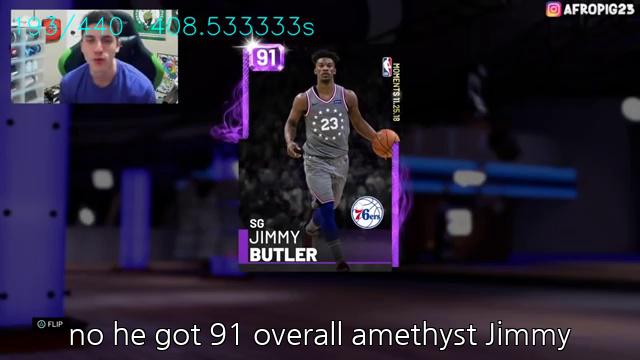 193/440 408.533333s
AFROPIG23
91
MOMENTS 11.25.18
23
76ers
SG
JIMMY
BUTLER
FLIP
no he got 91 overall amethyst Jimmy